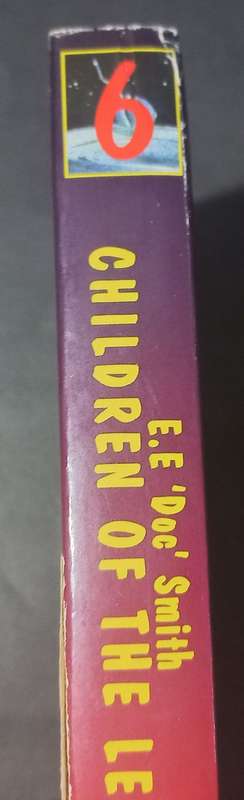 6
E.E 'Doc' Smith
CHILDREN OF THE LE